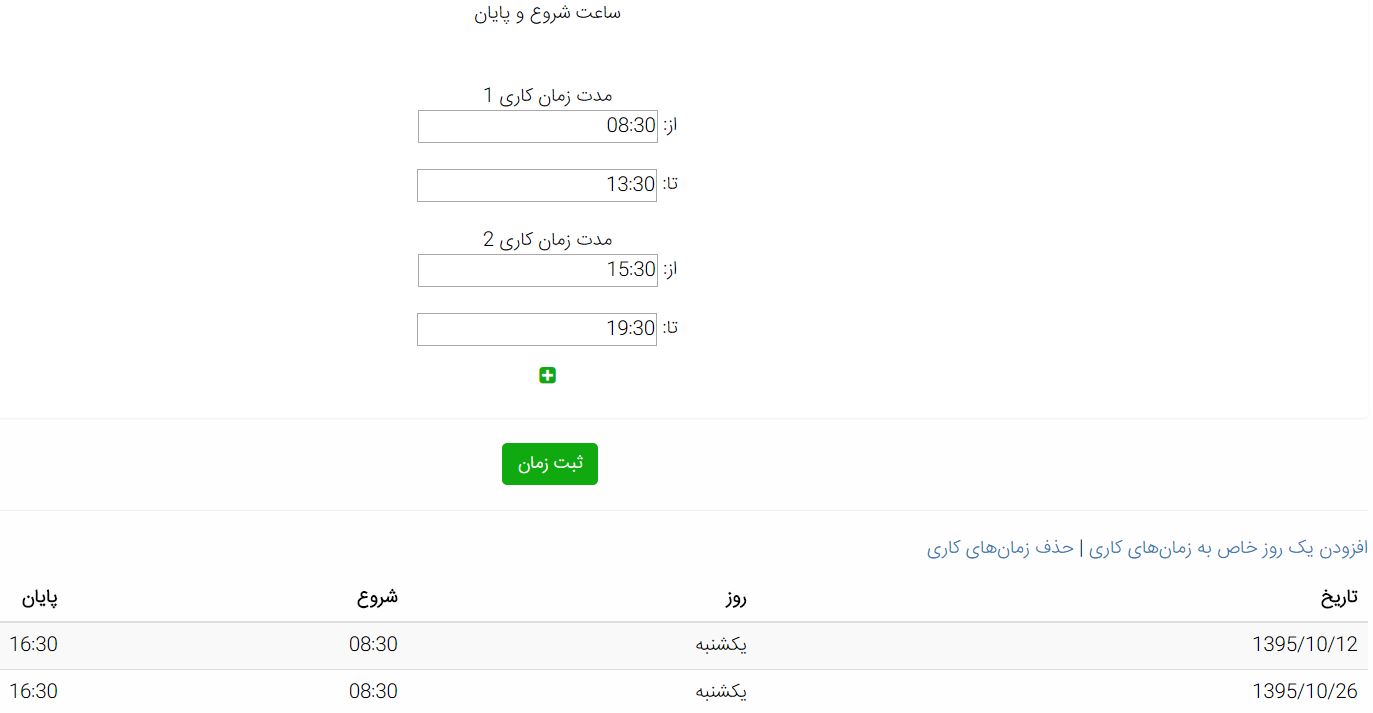 ساعت شروع و پایان
مدت زمان کاری 1
از: 08:30
تا: 13:30
مدت زمان کاری 2
از: 15:30
تا: 19:30
ثبت زمان
افزودن یک روز خاص به زمان‌های کاری | حذف زمان‌های کاری
تاریخ روز شروع پایان
1395/10/12 یکشنبه 08:30 16:30
1395/10/26 یکشنبه 08:30 16:30